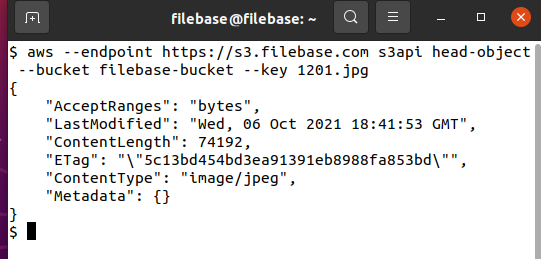 filebase@filebase: ~
$ aws --endpoint https://s3.filebase.com s3api head-object
 --bucket filebase-bucket --key 1201.jpg
{
    "AcceptRanges": "bytes",
    "LastModified": "Wed, 06 Oct 2021 18:41:53 GMT",
    "ContentLength": 74192,
    "ETag": "\"5c13bd454bd3ea91391eb8988fa853bd\"",
    "ContentType": "image/jpeg",
    "Metadata": {}
}
$